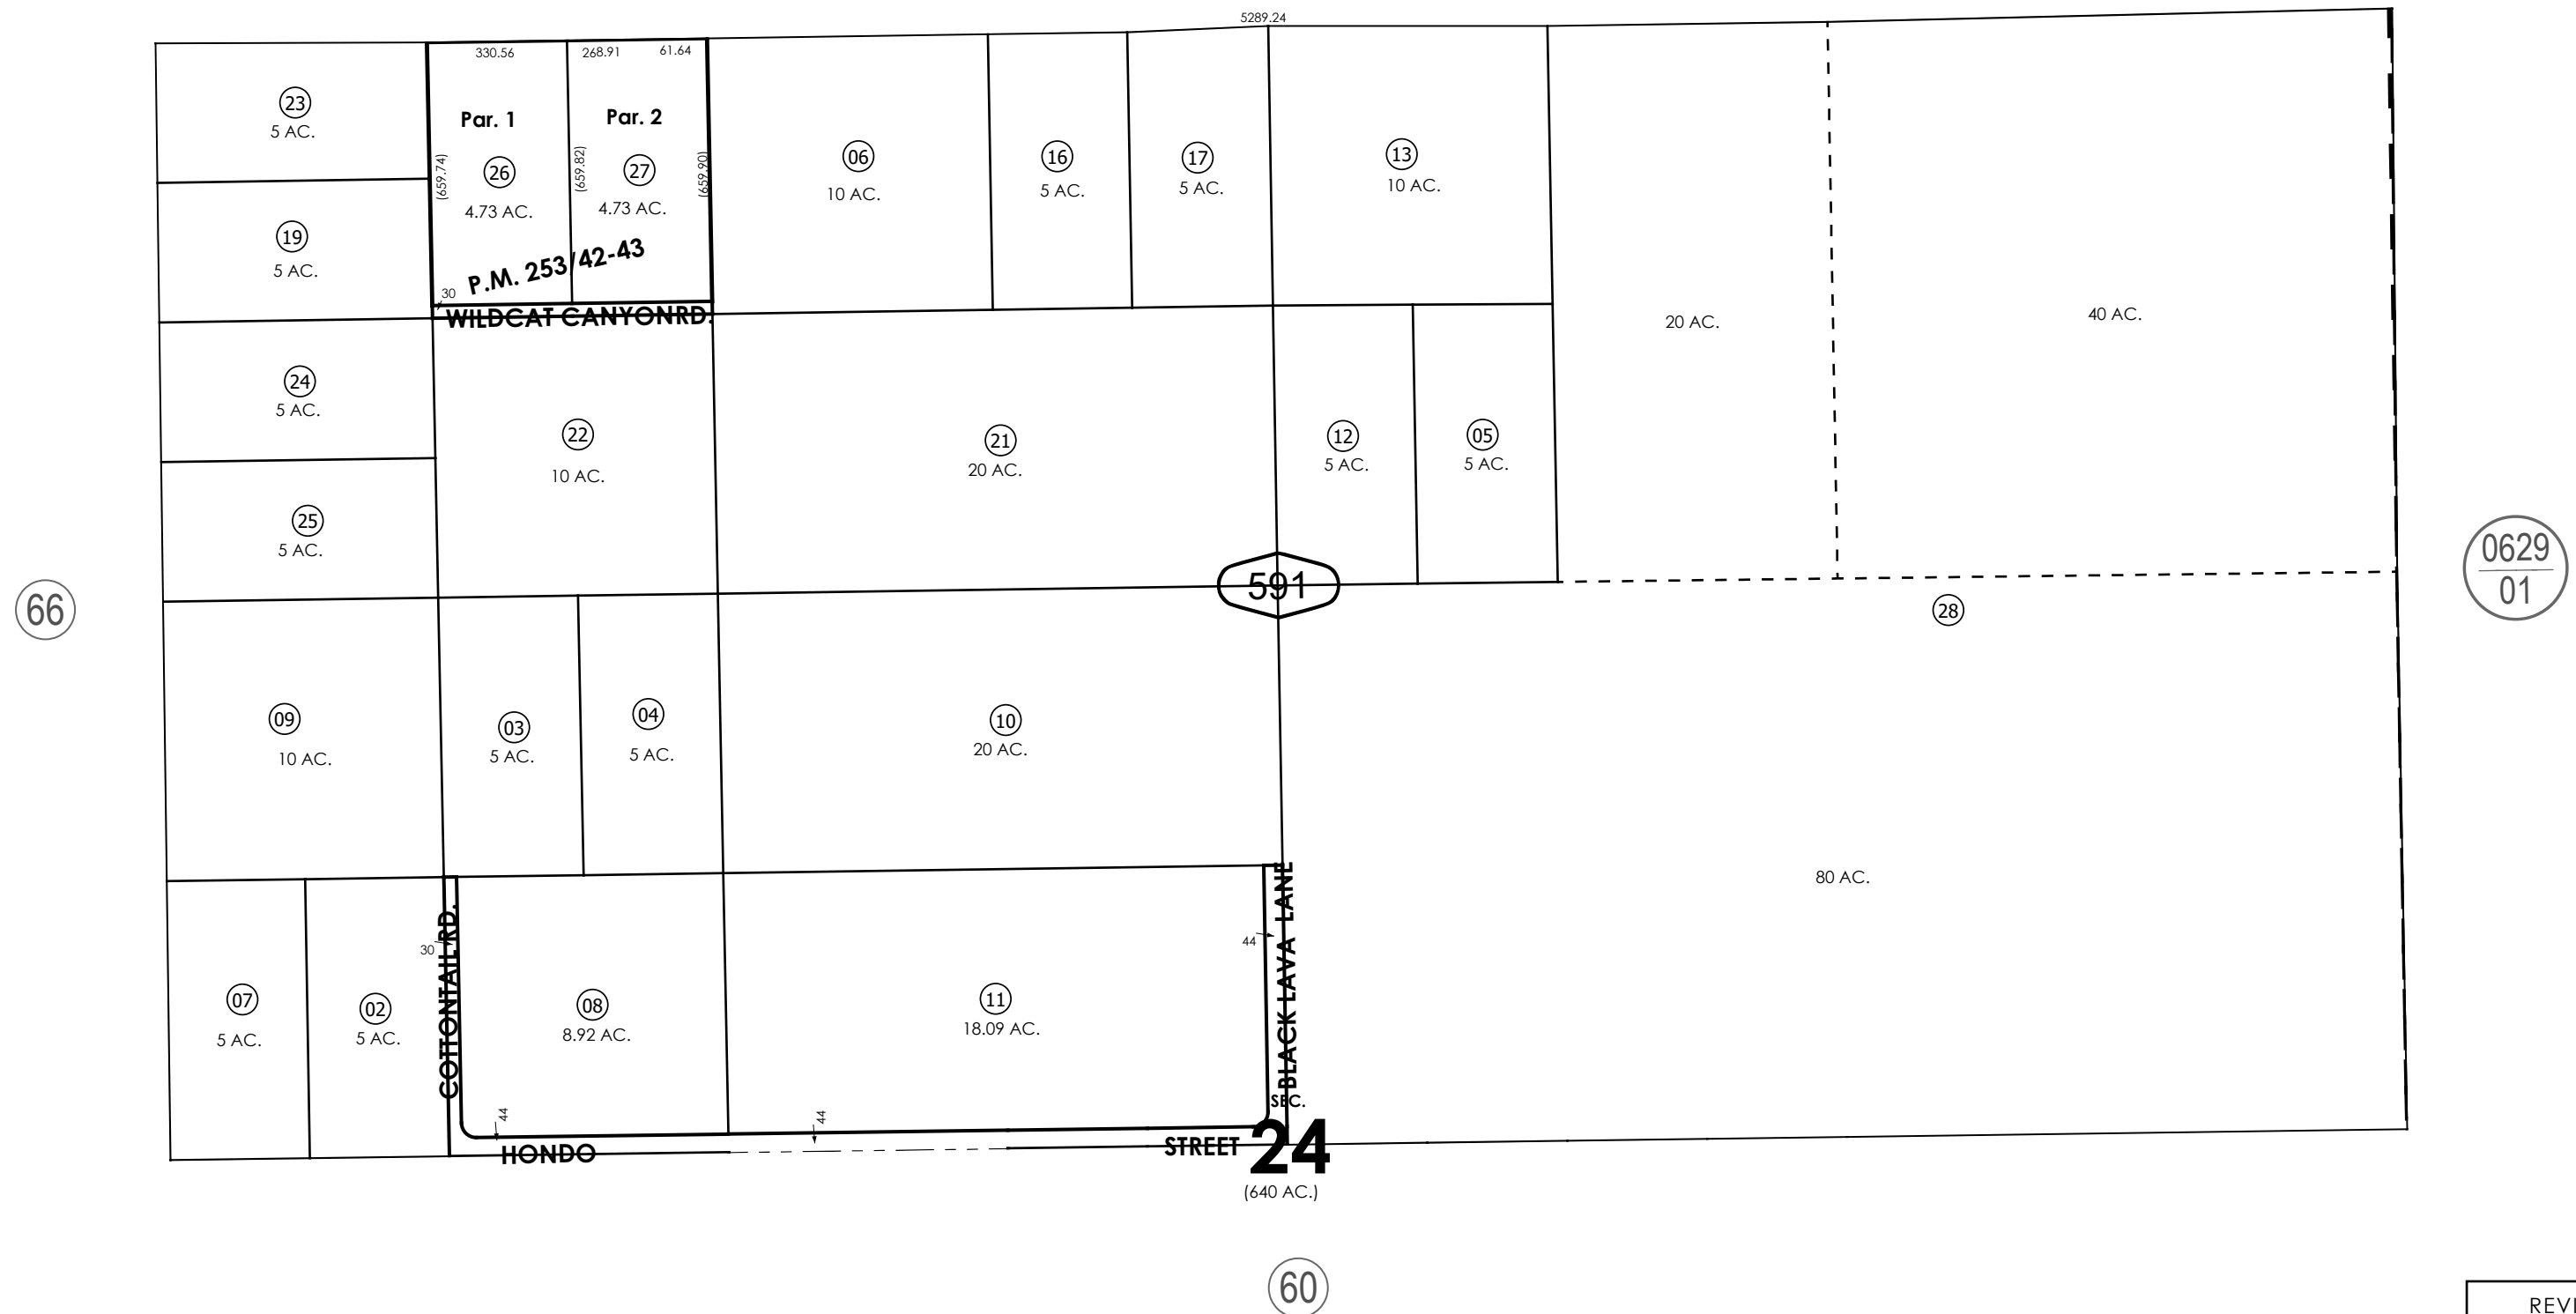 5289.24
330.56
268.91
61.64
23
5 AC.
Par. 1
Par. 2
(659.74)
(659.82)
(659.90)
26
4.73 AC.
27
4.73 AC.
P.M. 253/42-43
30
WILDCAT CANYON RD.
06
10 AC.
16
5 AC.
17
5 AC.
13
10 AC.
19
5 AC.
20 AC.
40 AC.
24
5 AC.
22
10 AC.
21
20 AC.
12
5 AC.
05
5 AC.
25
5 AC.
591
0629
01
66
28
09
10 AC.
03
5 AC.
04
5 AC.
10
20 AC.
80 AC.
07
5 AC.
02
5 AC.
30
COTTONTAIL RD.
08
8.92 AC.
11
18.09 AC.
44
BLACK LAVA LANE
44
44
HONDO
STREET
SEC.
24
(640 AC.)
60